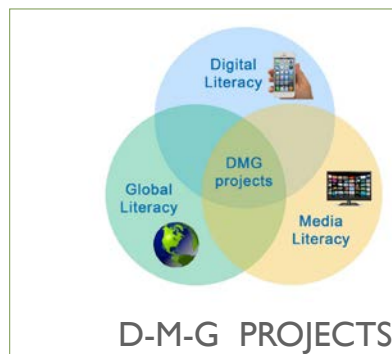 Digital
Literacy
DMG
projects
Global
Literacy
Media
Literacy
D-M-G PROJECTS